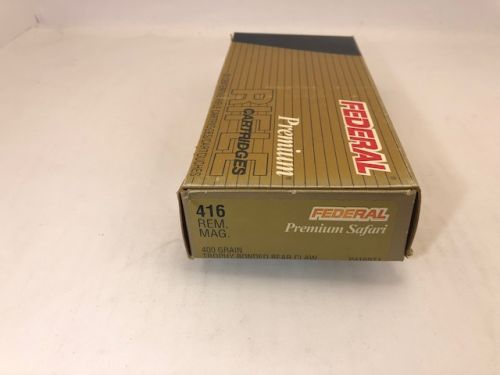 FEDERAL
Premium
RIFLE
CARTRIDGES
416
REM.
MAG.
FEDERAL
Premium Safari
400 GRAIN
TROPHY BONDED BEAR CLAW